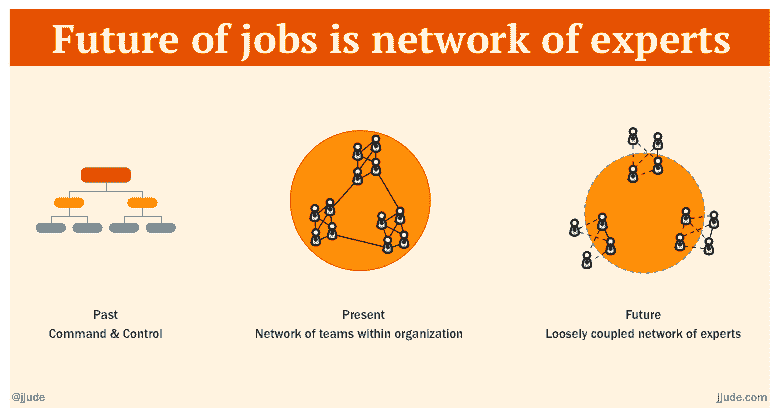 Future of jobs is network of experts
Past
Command & Control
Present
Network of teams within organization
Future
Loosely coupled network of experts
@jjude
jjude.com